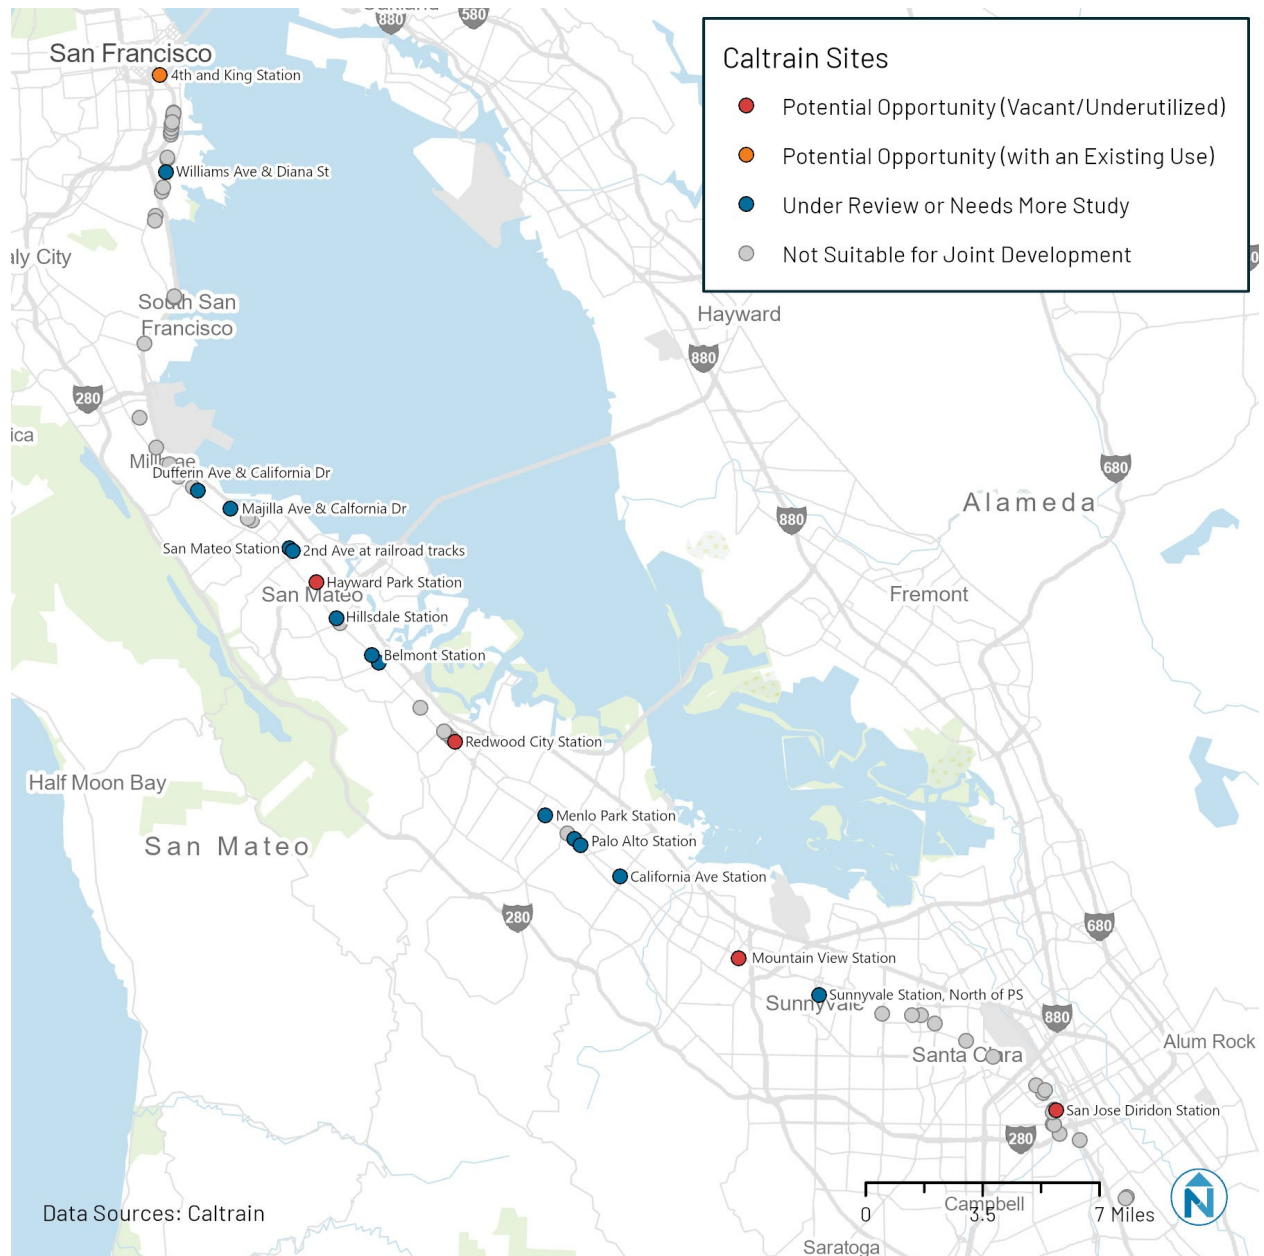 Oakland
880
580
San Francisco
4th and King Station
Caltrain Sites
Potential Opportunity (Vacant/Underutilized)
Potential Opportunity (with an Existing Use)
Under Review or Needs More Study
Not Suitable for Joint Development
Williams Ave & Diana St
aly City
South San
Francisco
Hayward
880
280
ica
Millbrae
Dufferin Ave & California Dr
680
Majilla Ave & Calfornia Dr
Alameda
880
San Mateo Station
2nd Ave at railroad tracks
Hayward Park Station
San Mateo
Fremont
Hillsdale Station
Belmont Station
Redwood City Station
Half Moon Bay
Menlo Park Station
San Mateo
Palo Alto Station
California Ave Station
280
680
Mountain View Station
Sunnyvale Station, North of PS
Sunnyvale
880
Santa Clara
Alum Rock
San Jose Diridon Station
280
Campbell
0
3.5
7 Miles
N
Data Sources: Caltrain
Saratoga